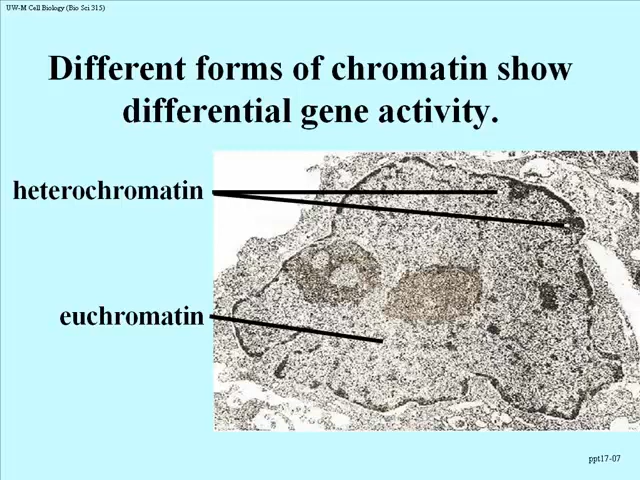 UW-M Cell Biology (Bio Sci 315)
Different forms of chromatin show
differential gene activity.
heterochromatin
euchromatin
ppt17-07